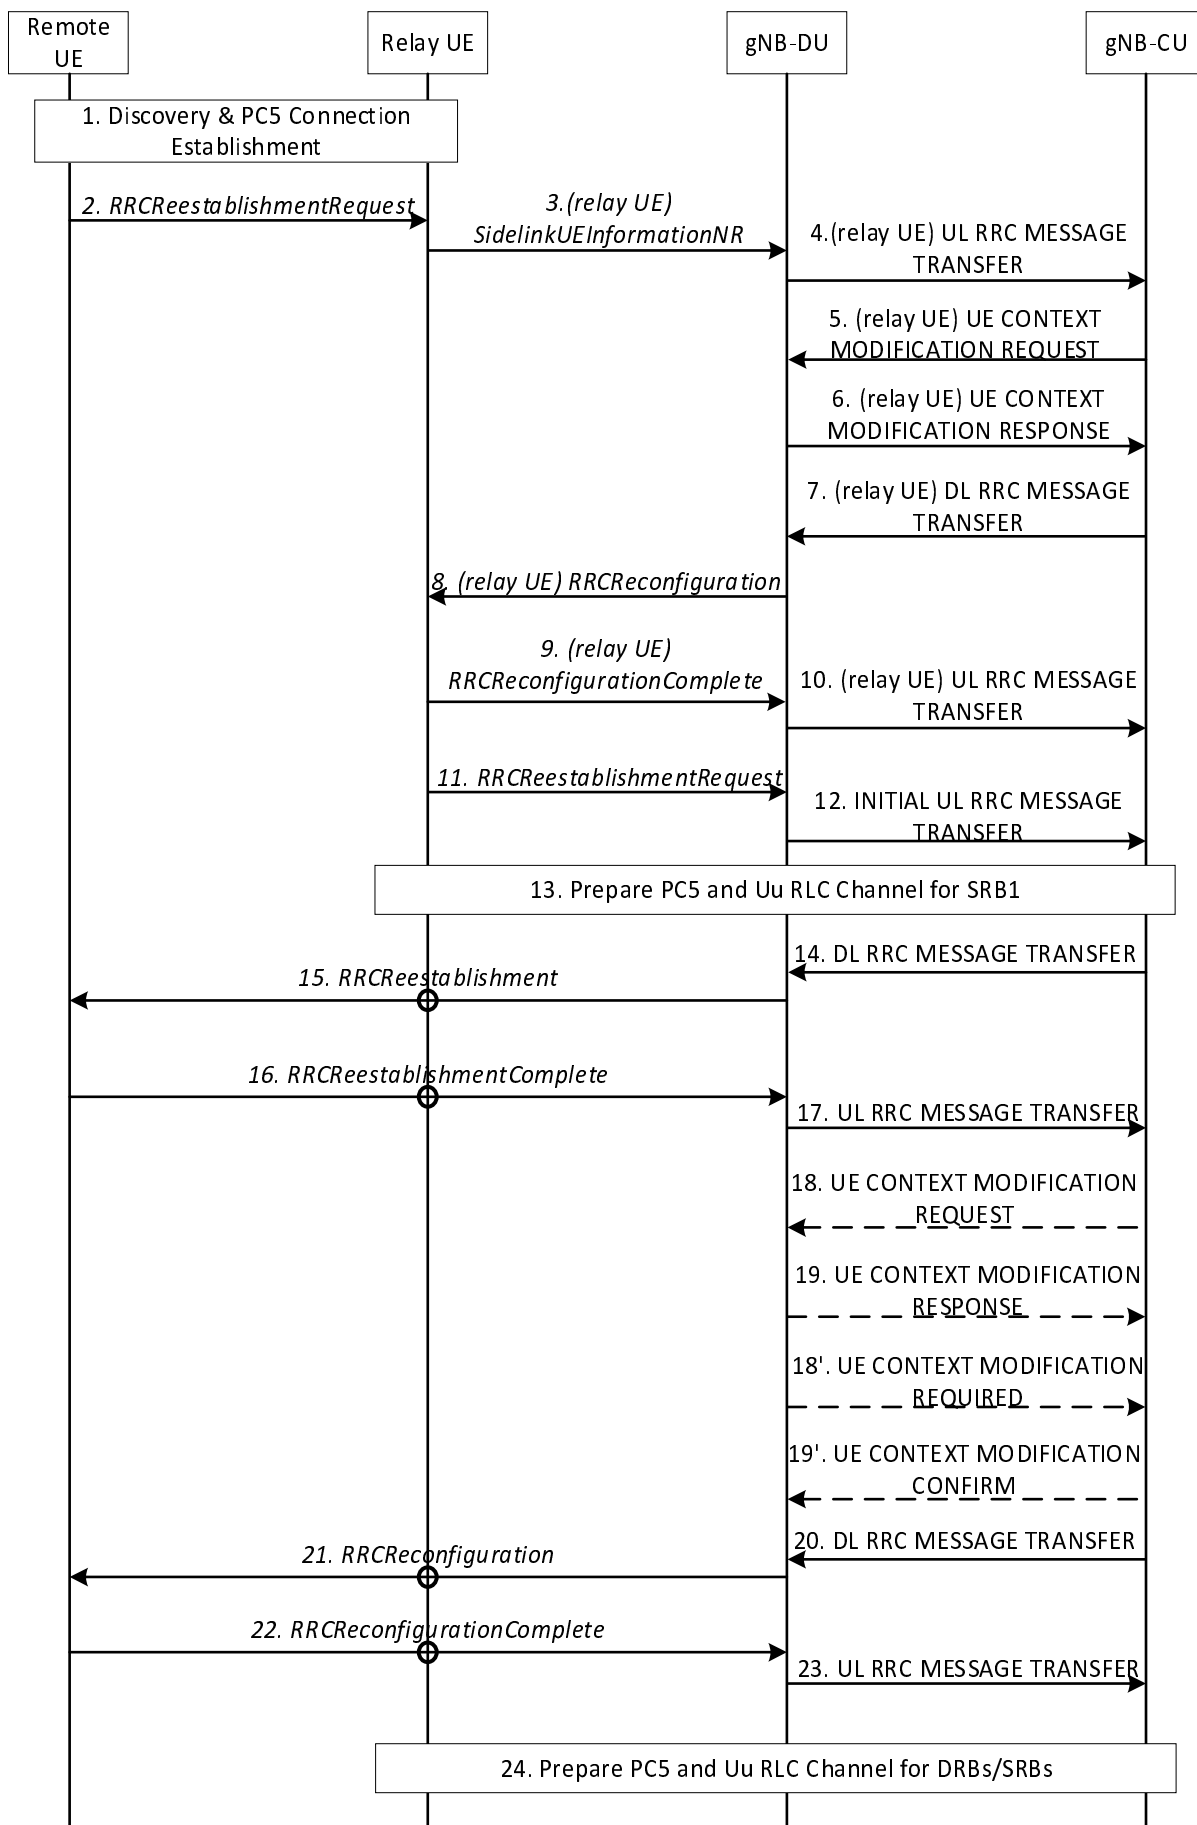 Remote
UE
Relay UE
gNB-DU
gNB-CU
1. Discovery & PC5 Connection
Establishment
2. RRCReestablishmentRequest
3.(relay UE)
SidelinkUEInformationNR
4.(relay UE) UL RRC MESSAGE
TRANSFER
5. (relay UE) UE CONTEXT
MODIFICATION REQUEST
6. (relay UE) UE CONTEXT
MODIFICATION RESPONSE
7. (relay UE) DL RRC MESSAGE
TRANSFER
8. (relay UE) RRCReconfiguration
9. (relay UE)
RRCReconfigurationComplete
10. (relay UE) UL RRC MESSAGE
TRANSFER
11. RRCReestablishmentRequest
12. INITIAL UL RRC MESSAGE
TRANSFER
13. Prepare PC5 and Uu RLC Channel for SRB1
14. DL RRC MESSAGE TRANSFER
15. RRCReestablishment
16. RRCReestablishmentComplete
17. UL RRC MESSAGE TRANSFER
18. UE CONTEXT MODIFICATION
REQUEST
19. UE CONTEXT MODIFICATION
RESPONSE
18'. UE CONTEXT MODIFICATION
REQUIRED
19'. UE CONTEXT MODIFICATION
CONFIRM
20. DL RRC MESSAGE TRANSFER
21. RRCReconfiguration
22. RRCReconfigurationComplete
23. UL RRC MESSAGE TRANSFER
24. Prepare PC5 and Uu RLC Channel for DRBs/SRBs